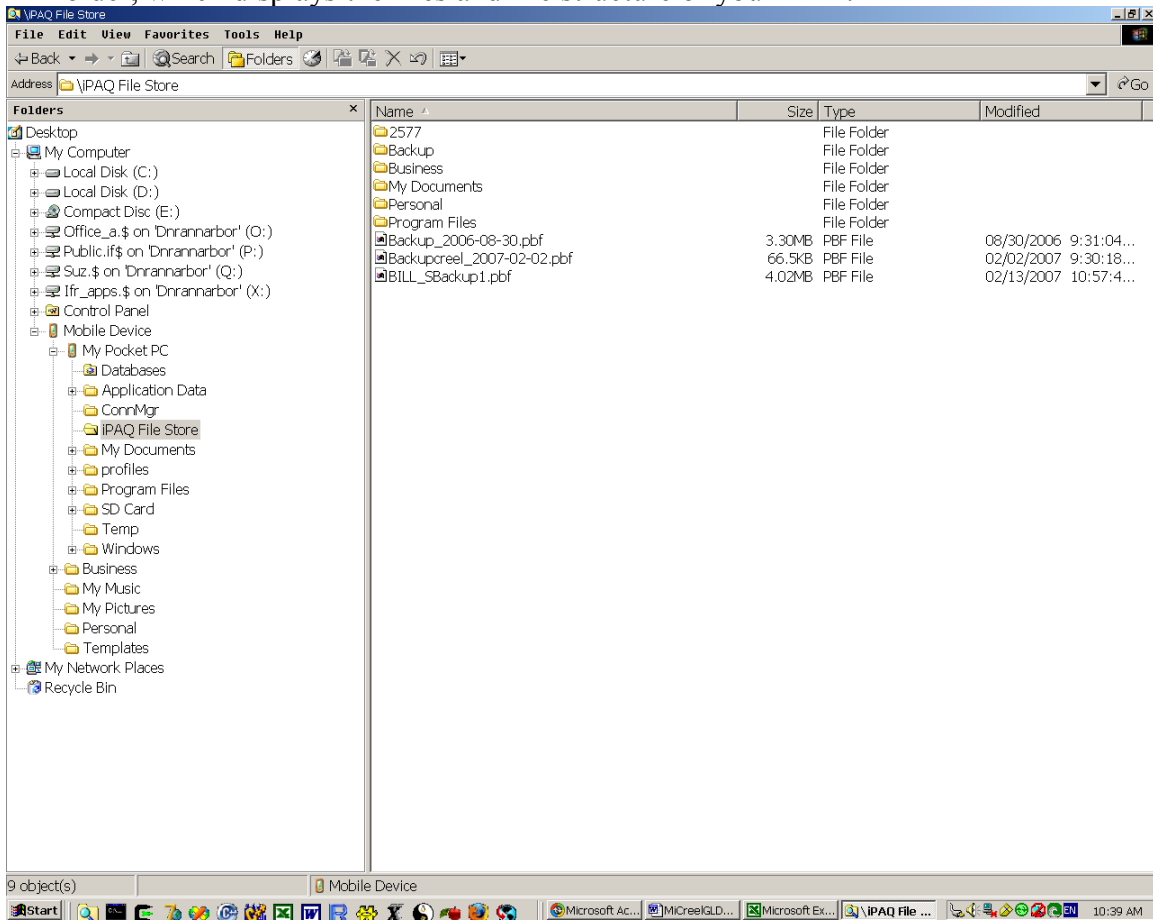 \iPAQ File Store
File Edit View Favorites Tools Help
Back Search Folders
Address \iPAQ File Store Go
Folders
Desktop
My Computer
Local Disk (C:)
Local Disk (D:)
Compact Disc (E:)
Office_a.$ on 'Dnrannarbor' (O:)
Public.if$ on 'Dnrannarbor' (P:)
Suz.$ on 'Dnrannarbor' (Q:)
Ifr_apps.$ on 'Dnrannarbor' (X:)
Control Panel
Mobile Device
My Pocket PC
Databases
Application Data
ConnMgr
iPAQ File Store
My Documents
profiles
Program Files
SD Card
Temp
Windows
Business
My Music
My Pictures
Personal
Templates
My Network Places
Recycle Bin
Name Size Type Modified
2577 File Folder
Backup File Folder
Business File Folder
My Documents File Folder
Personal File Folder
Program Files File Folder
Backup_2006-08-30.pbf 3.30MB PBF File 08/30/2006 9:31:04...
Backupcreel_2007-02-02.pbf 66.5KB PBF File 02/02/2007 9:30:18...
BILL_SBackup1.pbf 4.02MB PBF File 02/13/2007 10:57:4...
9 object(s) Mobile Device
Start Microsoft Ac... MiCreelGLD... Microsoft Ex... \iPAQ File ... EN 10:39 AM